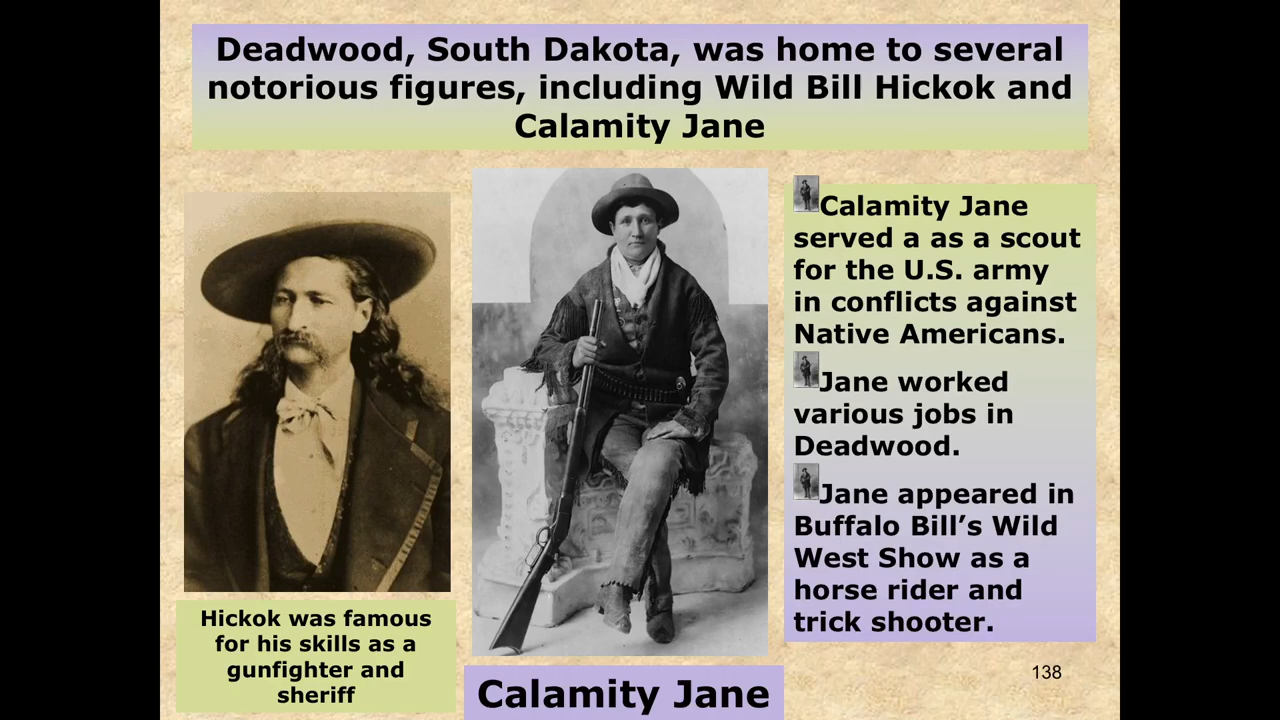 Deadwood, South Dakota, was home to several
notorious figures, including Wild Bill Hickok and
Calamity Jane
Hickok was famous
for his skills as a
gunfighter and
sheriff
Calamity Jane
Calamity Jane
served a as a scout
for the U.S. army
in conflicts against
Native Americans.
Jane worked
various jobs in
Deadwood.
Jane appeared in
Buffalo Bill’s Wild
West Show as a
horse rider and
trick shooter.
138